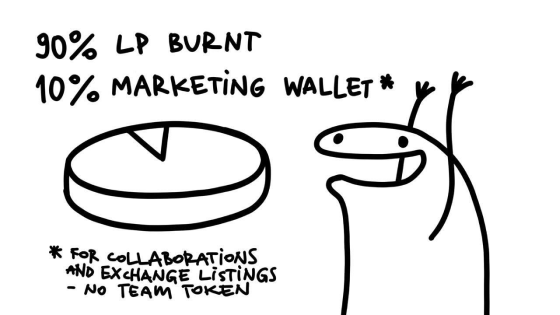 90% LP BURNT
10% MARKETiNG WALLET*
* FOR COLLABORATIONS
AND EXCHANGE LiSTINGS
- NO TEAM TOKEN